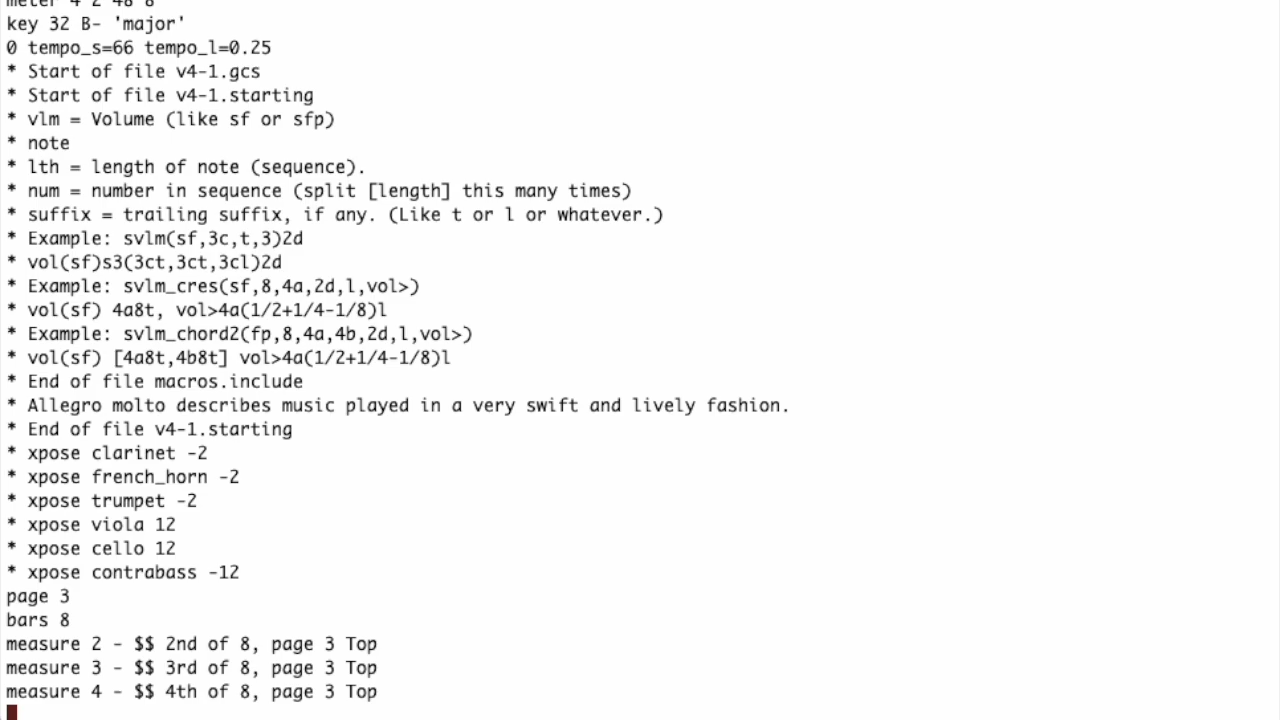 meter 4 2 48 8
key 32 B- 'major'
0 tempo_s=66 tempo_l=0.25
* Start of file v4-1.gcs
* Start of file v4-1.starting
* vlm = Volume (like sf or sfp)
* note
* lth = length of note (sequence).
* num = number in sequence (split [length] this many times)
* suffix = trailing suffix, if any. (Like t or l or whatever.)
* Example: svlm(sf,3c,t,3)2d
* vol(sf)s3(3ct,3ct,3cl)2d
* Example: svlm_cres(sf,8,4a,2d,l,vol>)
* vol(sf) 4a8t, vol>4a(1/2+1/4-1/8)l
* Example: svlm_chord2(fp,8,4a,4b,2d,l,vol>)
* vol(sf) [4a8t,4b8t] vol>4a(1/2+1/4-1/8)l
* End of file macros.include
* Allegro molto describes music played in a very swift and lively fashion.
* End of file v4-1.starting
* xpose clarinet -2
* xpose french_horn -2
* xpose trumpet -2
* xpose viola 12
* xpose cello 12
* xpose contrabass -12
page 3
bars 8
measure 2 - $$ 2nd of 8, page 3 Top
measure 3 - $$ 3rd of 8, page 3 Top
measure 4 - $$ 4th of 8, page 3 Top